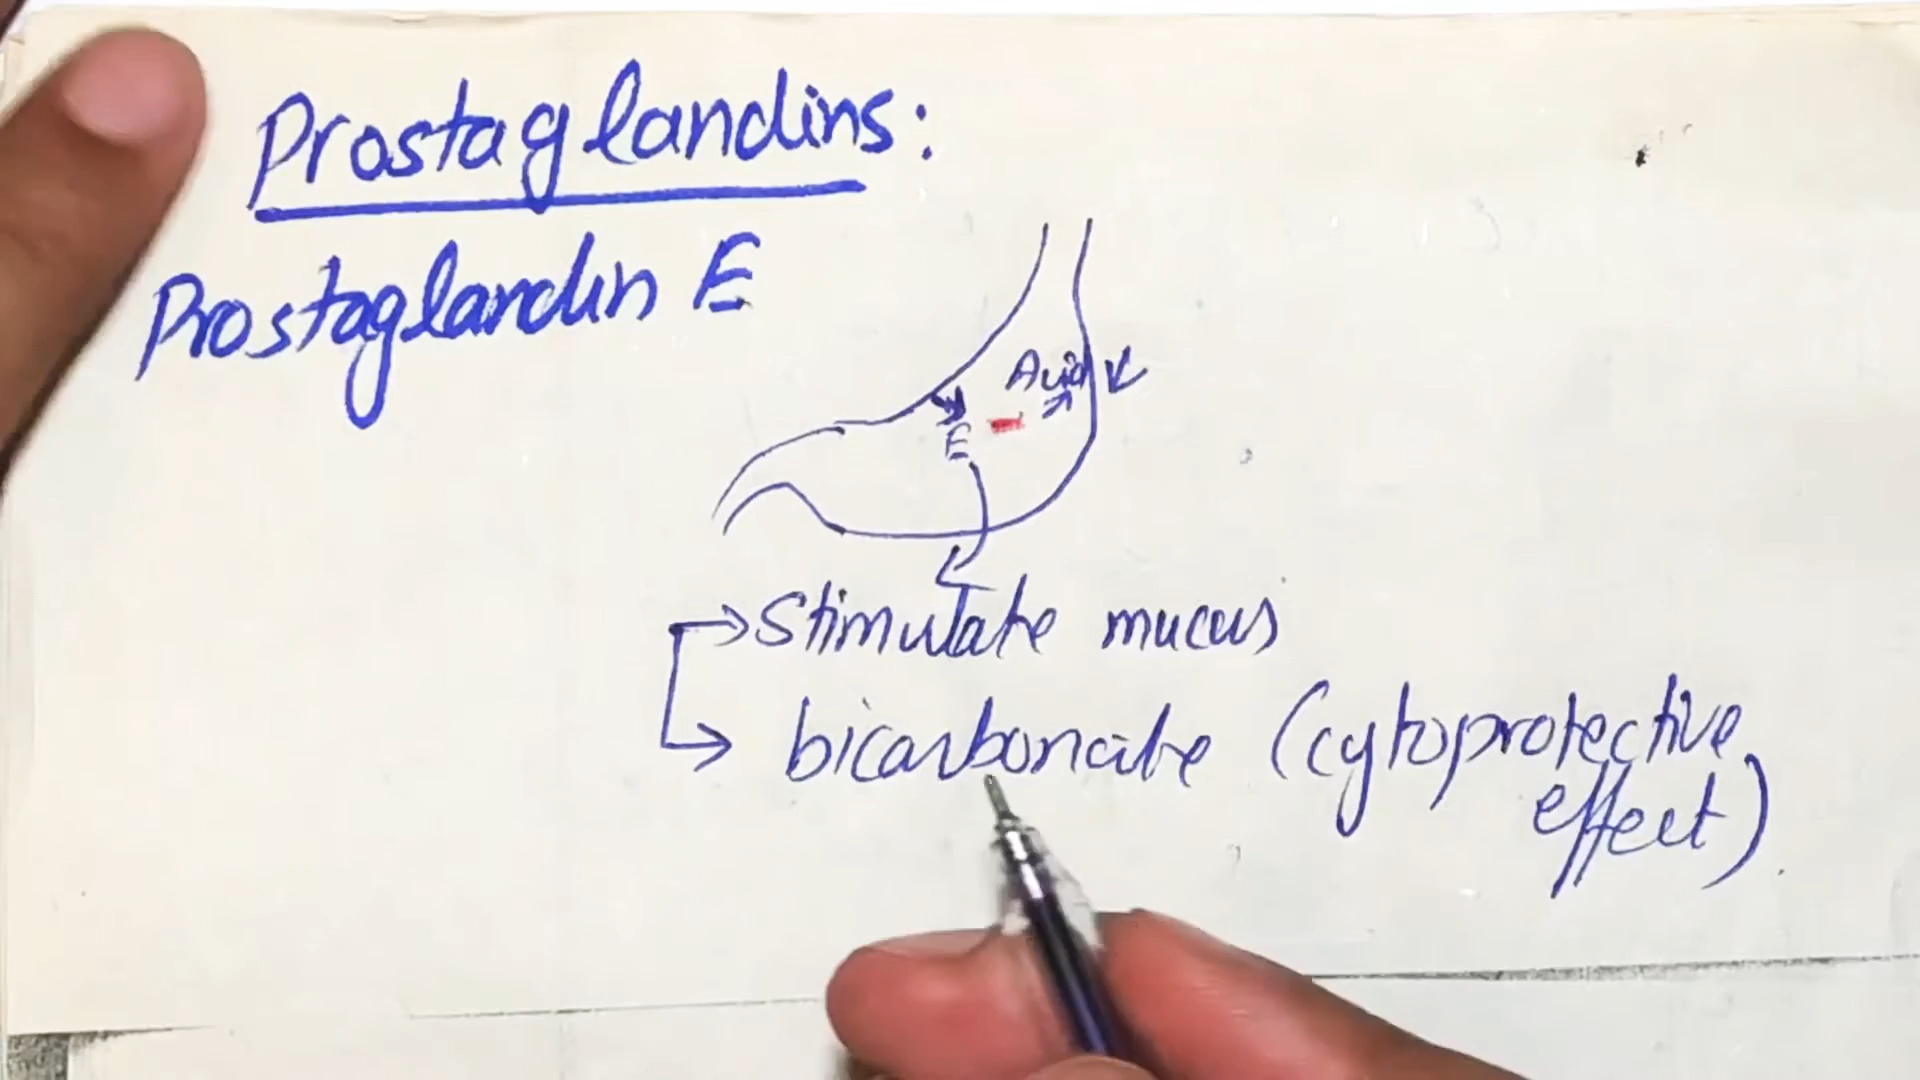 Prostaglandins:
Prostaglandin E
Acid
E
Stimulate mucus
bicarbonate (cytoprotective
effect)